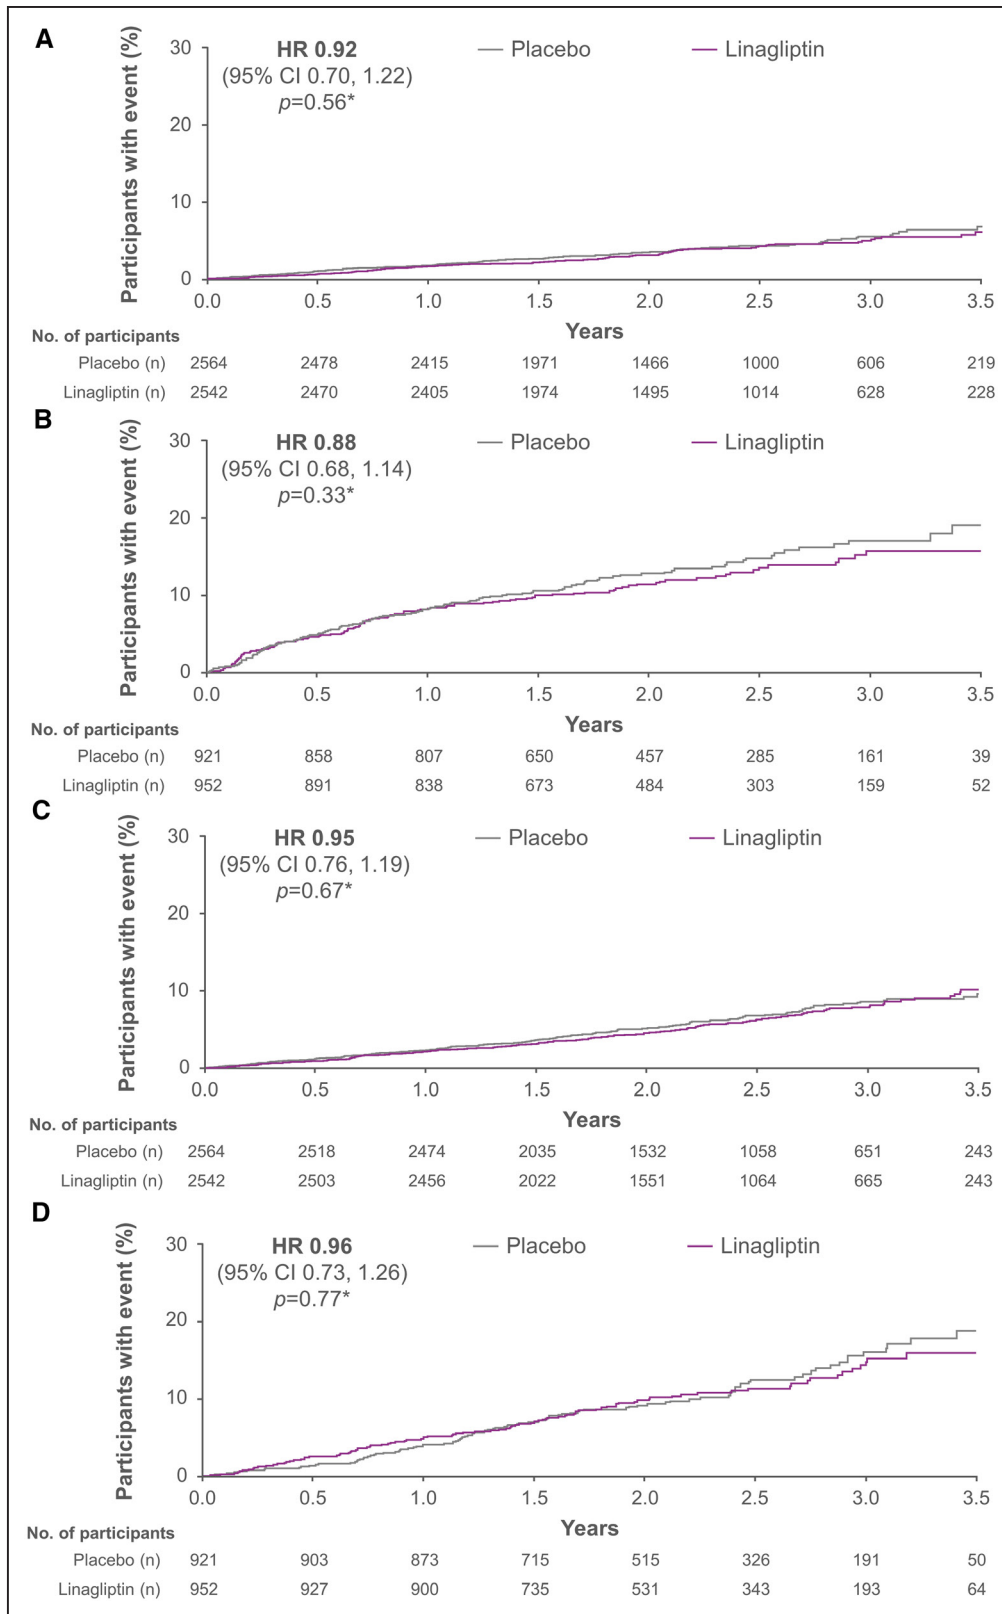 A
Participants with event (%)
HR 0.92
(95% CI 0.70, 1.22)
p=0.56*
Placebo
Linagliptin
30
20
10
0
0.0 0.5 1.0 1.5 2.0 2.5 3.0 3.5
Years
No. of participants
Placebo (n) 2564 2478 2415 1971 1466 1000 606 219
Linagliptin (n) 2542 2470 2405 1974 1495 1014 628 228
B
Participants with event (%)
HR 0.88
(95% CI 0.68, 1.14)
p=0.33*
Placebo
Linagliptin
30
20
10
0
0.0 0.5 1.0 1.5 2.0 2.5 3.0 3.5
Years
No. of participants
Placebo (n) 921 858 807 650 457 285 161 39
Linagliptin (n) 952 891 838 673 484 303 159 52
C
Participants with event (%)
HR 0.95
(95% CI 0.76, 1.19)
p=0.67*
Placebo
Linagliptin
30
20
10
0
0.0 0.5 1.0 1.5 2.0 2.5 3.0 3.5
Years
No. of participants
Placebo (n) 2564 2518 2474 2035 1532 1058 651 243
Linagliptin (n) 2542 2503 2456 2022 1551 1064 665 243
D
Participants with event (%)
HR 0.96
(95% CI 0.73, 1.26)
p=0.77*
Placebo
Linagliptin
30
20
10
0
0.0 0.5 1.0 1.5 2.0 2.5 3.0 3.5
Years
No. of participants
Placebo (n) 921 903 873 715 515 326 191 50
Linagliptin (n) 952 927 900 735 531 343 193 64